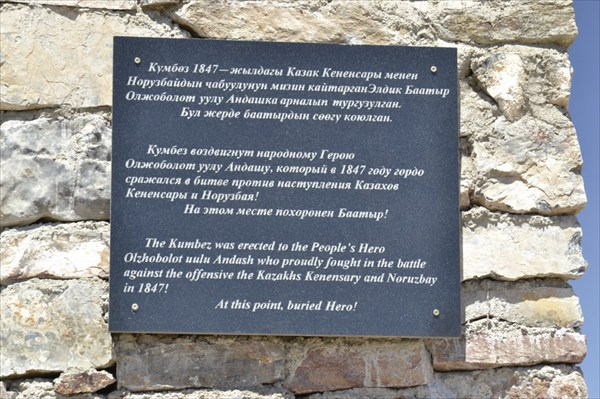 Күмбөз 1847—жылдагы Казак Кененсары менен
Норузбайдын чабуулунун мизин кайтарганЭлдик Баатыр
Олжоболот уулу Андашка арналып тургузулган.
Бул жерде баатырдын сөөгү коюлган.
Кумбез воздвигнут народному Герою
Олжоболот уулу Андашу, который в 1847 году гордо
сражался в битве против наступления Казахов
Кененсары и Норузбая!
На этом месте похоронен Баатыр!
The Kumbez was erected to the People's Hero
Olzhobolot uulu Andash who proudly fought in the battle
against the offensive the Kazakhs Kenensary and Noruzbay
in 1847!
At this point, buried Hero!